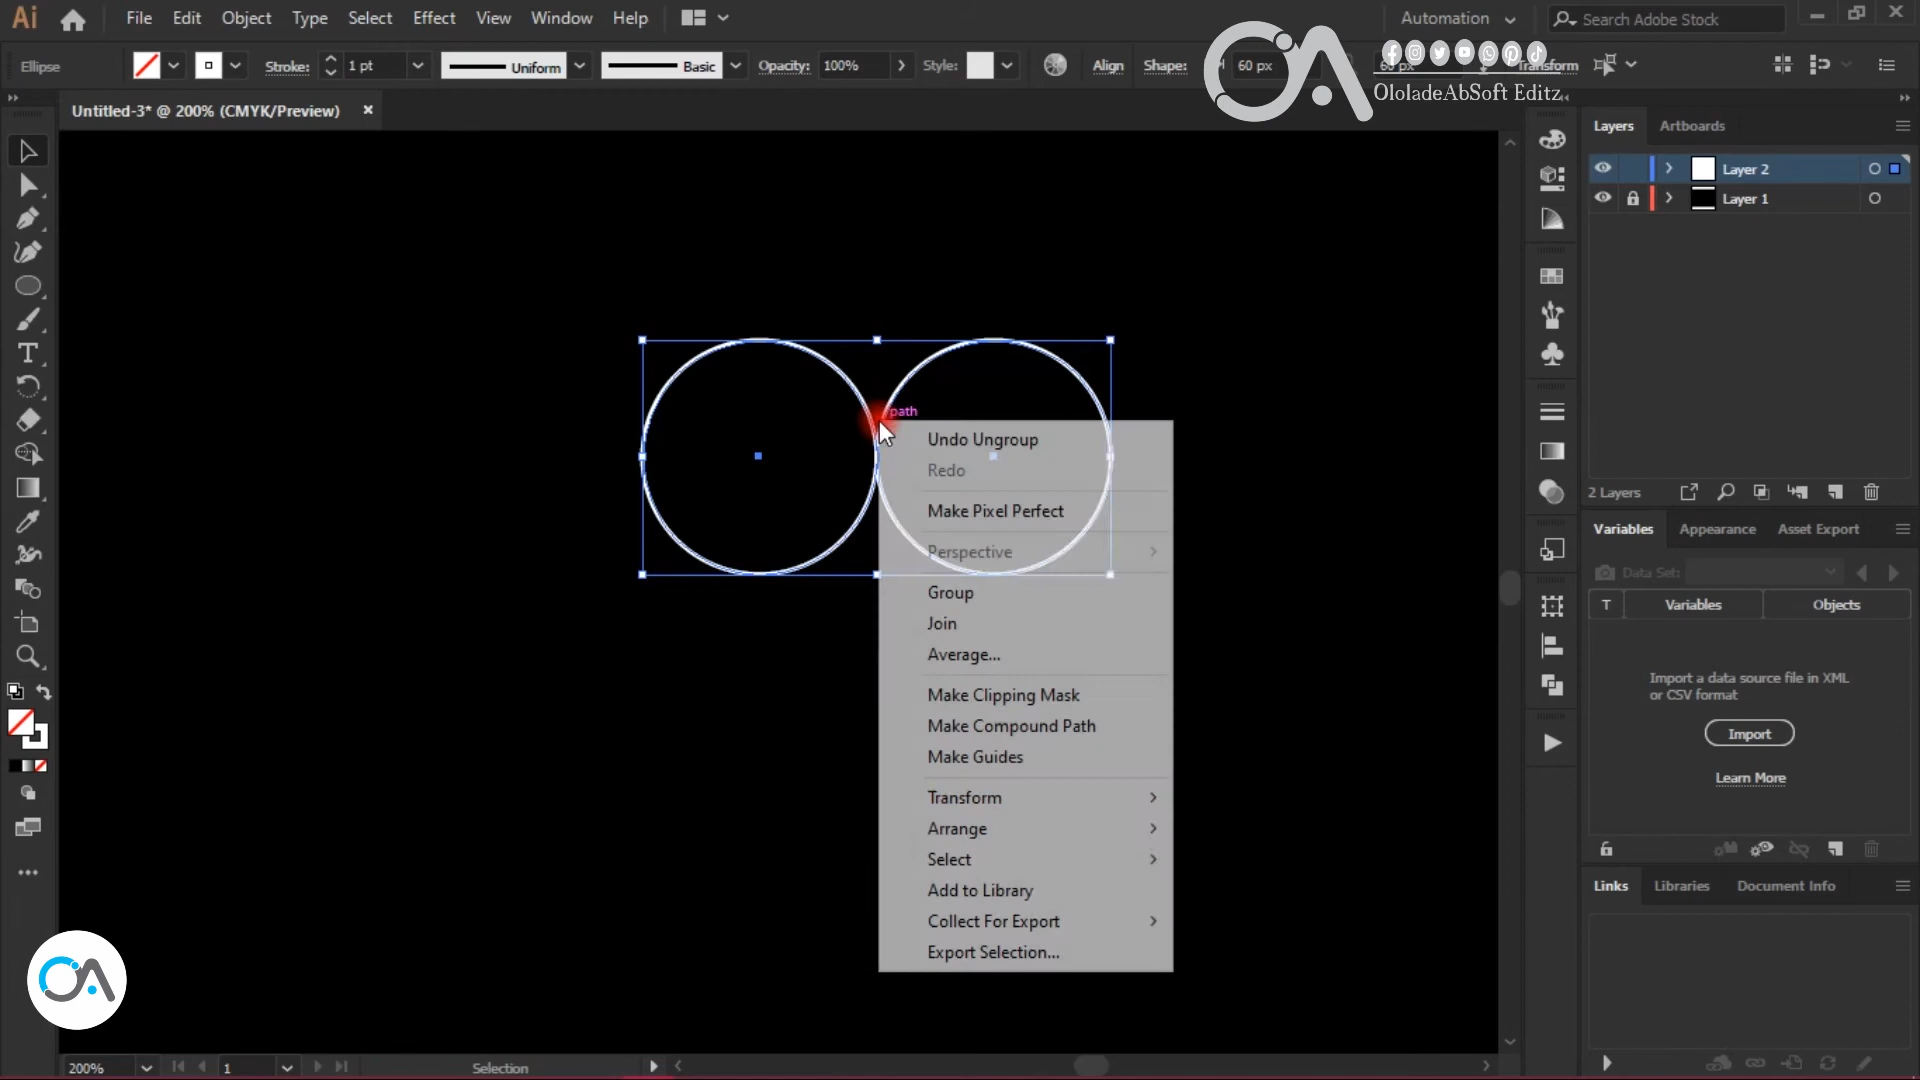 Ai File Edit Object Type Select Effect View Window Help Automation Search Adobe Stock
Ellipse Stroke: 1 pt Uniform Basic Opacity: 100% Style: Align Shape: 60 px 60 px Transform
OloladeAbSoft Editz
Untitled-3* @ 200% (CMYK/Preview)
Layers Artboards
Layer 2
Layer 1
path
Undo Ungroup
Redo
Make Pixel Perfect
Perspective
Group
Join
Average...
Make Clipping Mask
Make Compound Path
Make Guides
Transform
Arrange
Select
Add to Library
Collect For Export
Export Selection...
2 Layers
Variables Appearance Asset Export
Data Set:
T Variables Objects
Import a data source file in XML
or CSV format
Import
Learn More
Links Libraries Document Info
200% 1 Selection